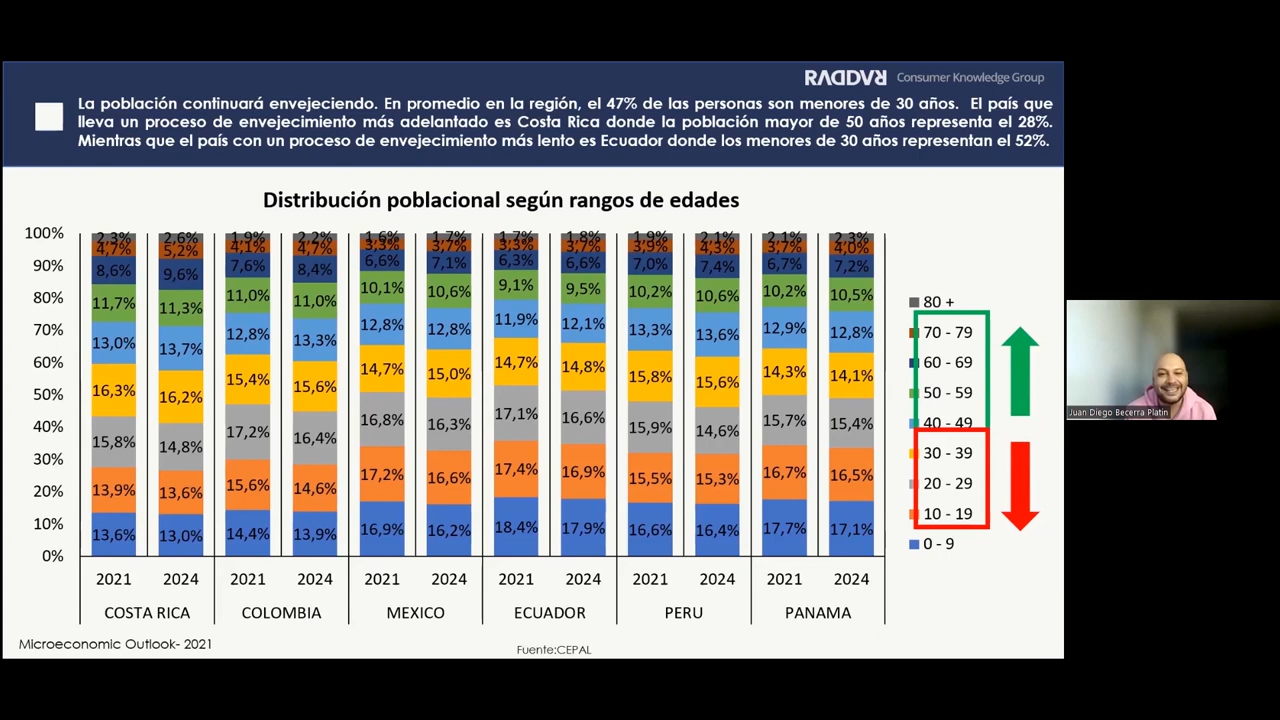 RADDAR Consumer Knowledge Group
La población continuará envejeciendo. En promedio en la región, el 47% de las personas son menores de 30 años. El país que
lleva un proceso de envejecimiento más adelantado es Costa Rica donde la población mayor de 50 años representa el 28%.
Mientras que el país con un proceso de envejecimiento más lento es Ecuador donde los menores de 30 años representan el 52%.
Distribución poblacional según rangos de edades
100% 2,3% 2,6% 1,9% 2,2% 1,6% 1,7% 1,7% 1,8% 1,9% 2,1% 2,1% 2,3%
4,7% 5,2% 4,1% 4,7% 3,3% 3,7% 3,3% 3,7% 3,9% 4,3% 3,7% 4,0%
90% 8,6% 9,6% 7,6% 8,4% 6,6% 7,1% 6,3% 6,6% 7,0% 7,4% 6,7% 7,2%
80% 11,7% 11,3% 11,0% 11,0% 10,1% 10,6% 9,1% 9,5% 10,2% 10,6% 10,2% 10,5%
70% 13,0% 13,7% 12,8% 13,3% 12,8% 12,8% 11,9% 12,1% 13,3% 13,6% 12,9% 12,8%
60%
50% 16,3% 16,2% 15,4% 15,6% 14,7% 15,0% 14,7% 14,8% 15,8% 15,6% 14,3% 14,1%
40% 15,8% 14,8% 17,2% 16,4% 16,8% 16,3% 17,1% 16,6% 15,9% 14,6% 15,7% 15,4%
30%
20% 13,9% 13,6% 15,6% 14,6% 17,2% 16,6% 17,4% 16,9% 15,5% 15,3% 16,7% 16,5%
10% 13,6% 13,0% 14,4% 13,9% 16,9% 16,2% 18,4% 17,9% 16,6% 16,4% 17,7% 17,1%
0%
2021 2024 2021 2024 2021 2024 2021 2024 2021 2024 2021 2024
COSTA RICA COLOMBIA MEXICO ECUADOR PERU PANAMA
80 +
70 - 79
60 - 69
50 - 59
40 - 49
30 - 39
20 - 29
10 - 19
0 - 9
Microeconomic Outlook- 2021
Fuente:CEPAL
Juan Diego Becerra Platin